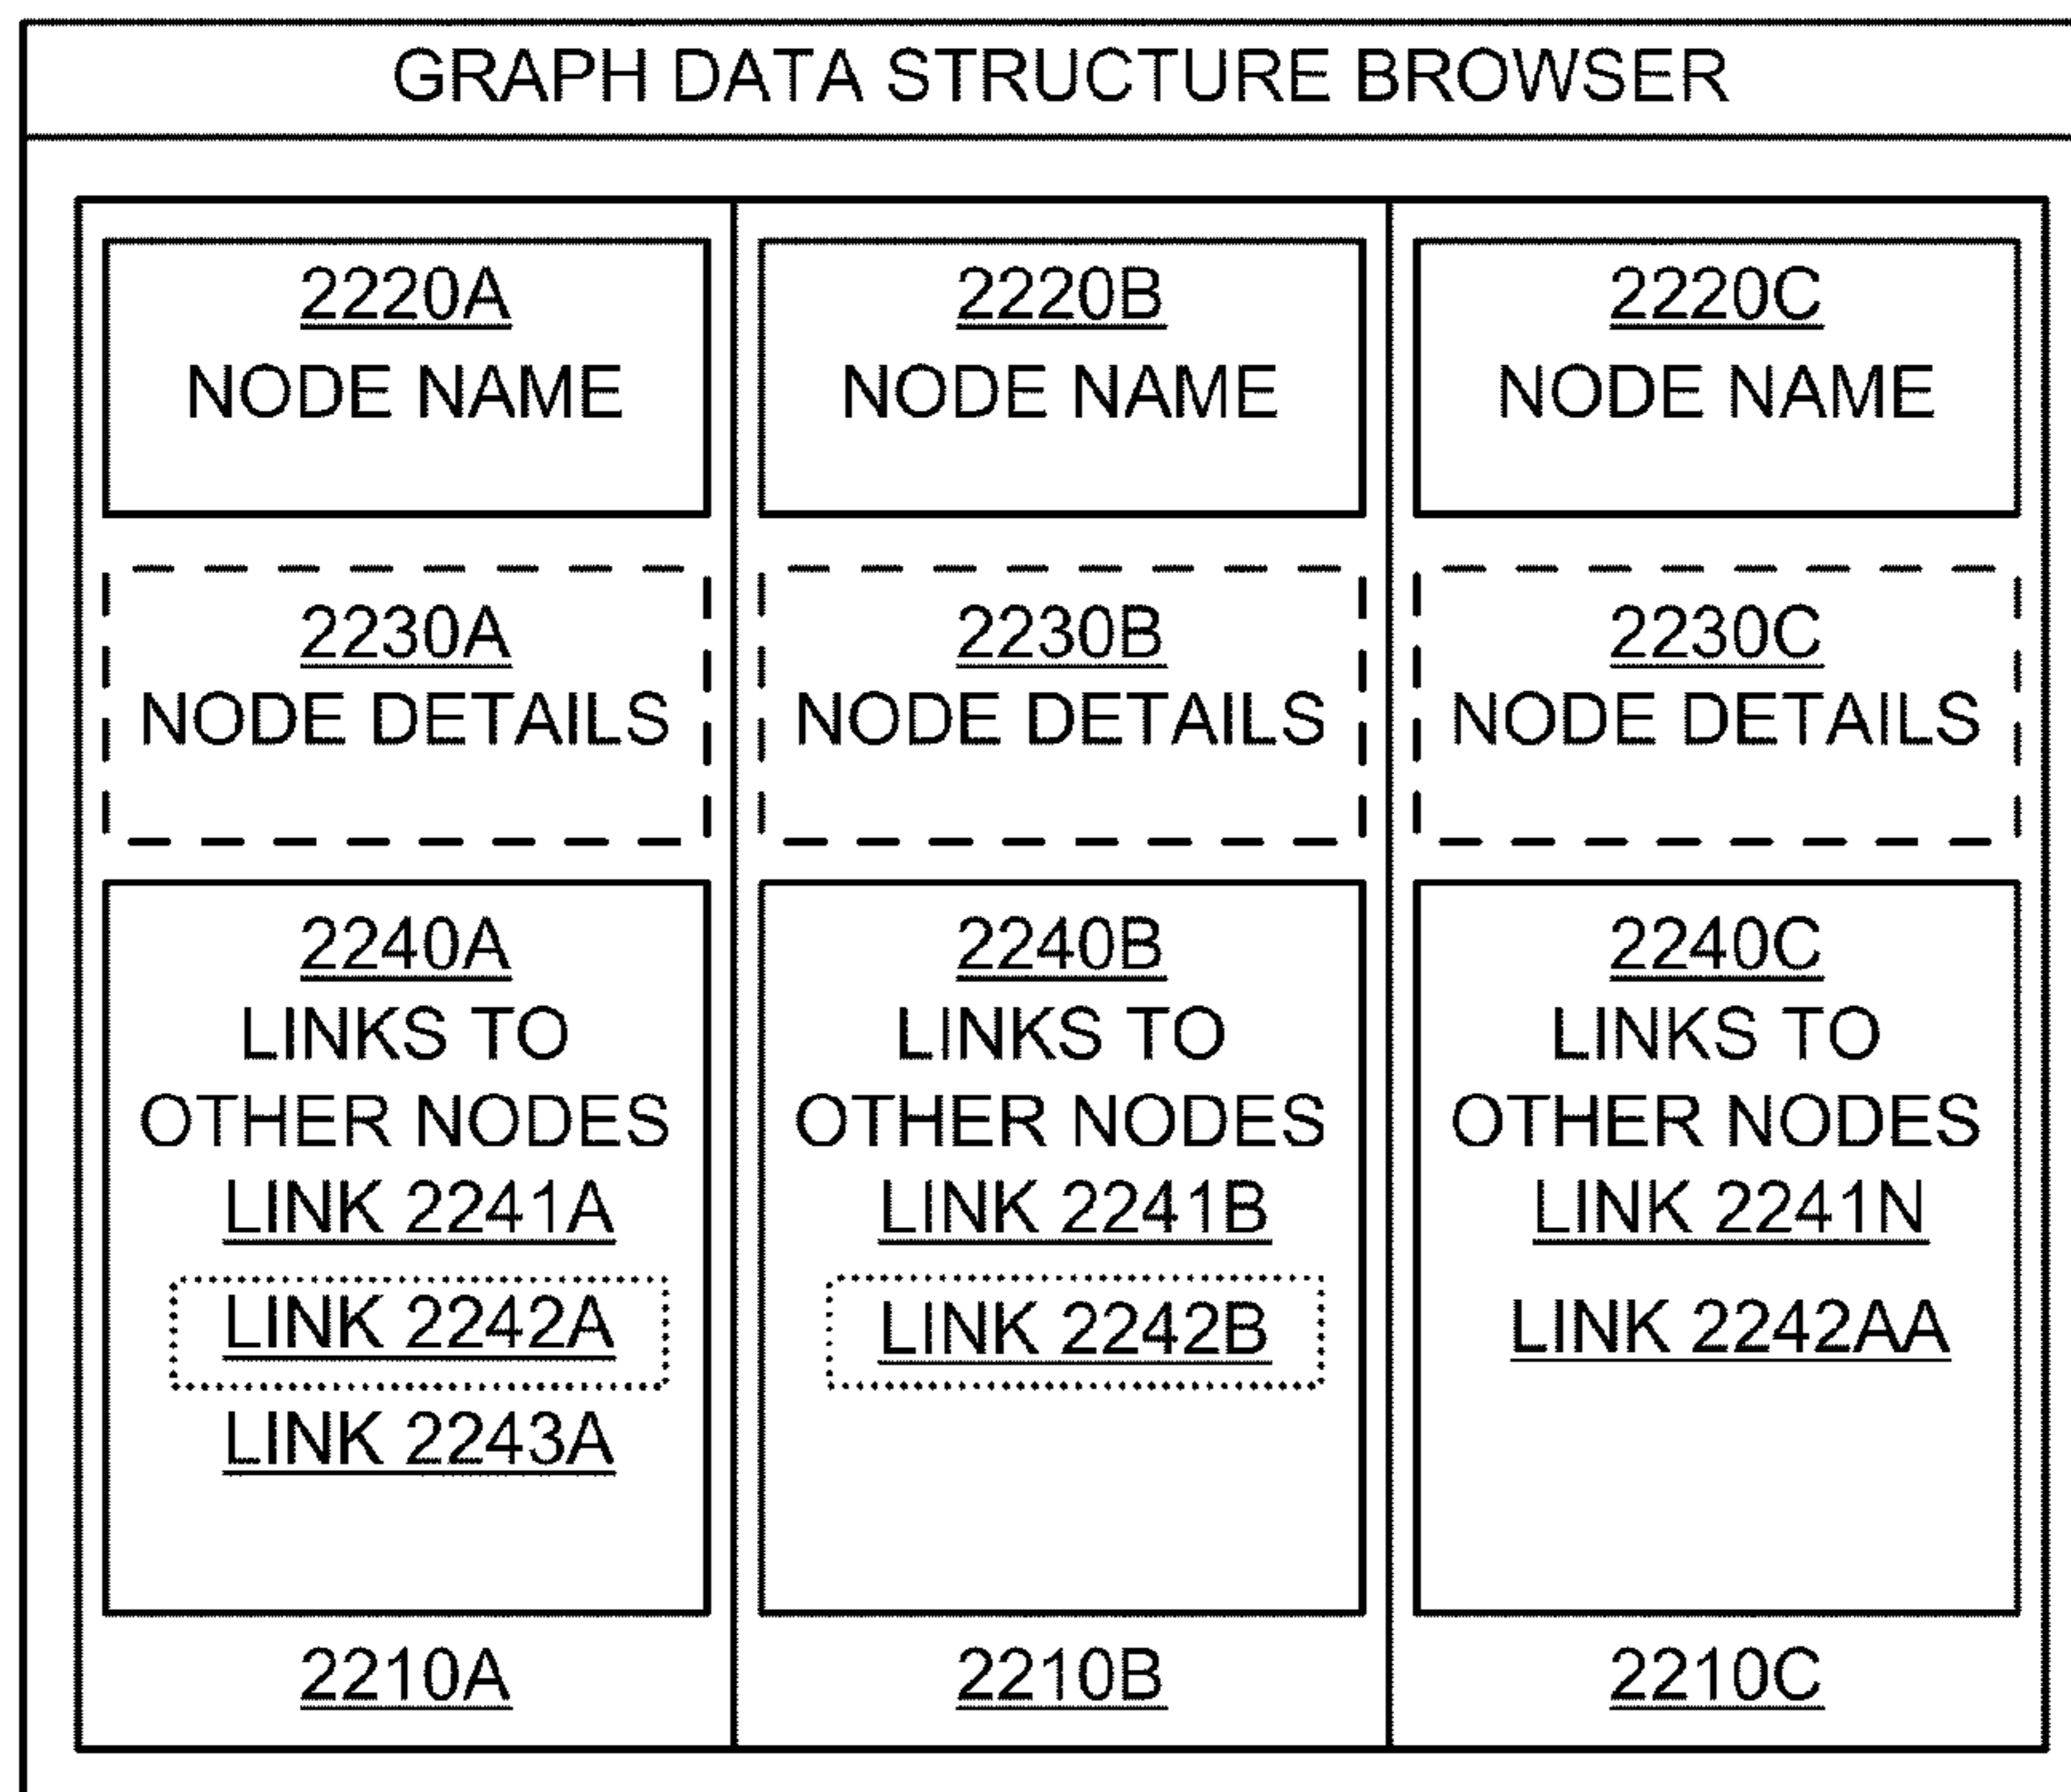 GRAPH DATA STRUCTURE BROWSER
2220A
NODE NAME
2230A
NODE DETAILS
2240A
LINKS TO
OTHER NODES
LINK 2241A
LINK 2242A
LINK 2243A
2210A
2220B
NODE NAME
2230B
NODE DETAILS
2240B
LINKS TO
OTHER NODES
LINK 2241B
LINK 2242B
2210B
2220C
NODE NAME
2230C
NODE DETAILS
2240C
LINKS TO
OTHER NODES
LINK 2241N
LINK 2242AA
2210C